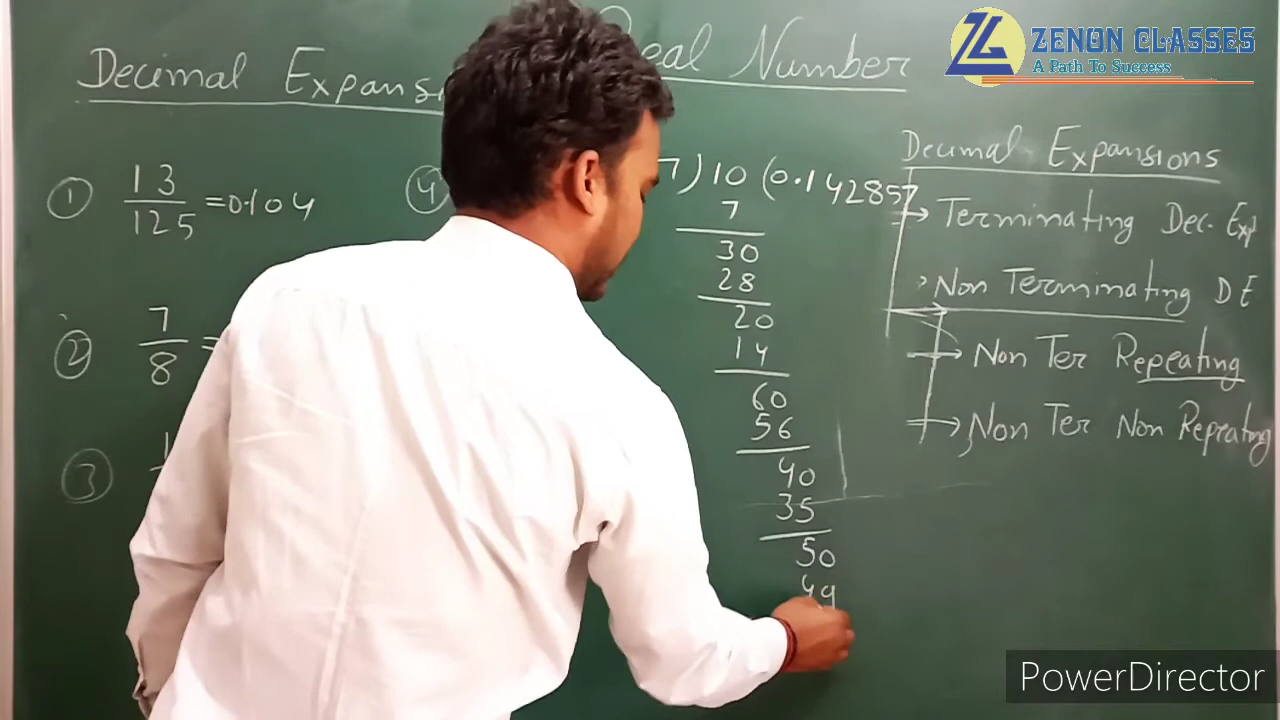 ZENON CLASSES
A Path To Success
Number
Decimal
① 13/125 = 0.104
② 7/8 =
③
④
7) 10 (0.142857
7
30
28
20
14
60
56
40
35
50
49
Decimal Expansions
→ Terminating Dec. Exp
Non Terminating DE
→ Non Ter Repeating
→ Non Ter Non Repeating
PowerDirector